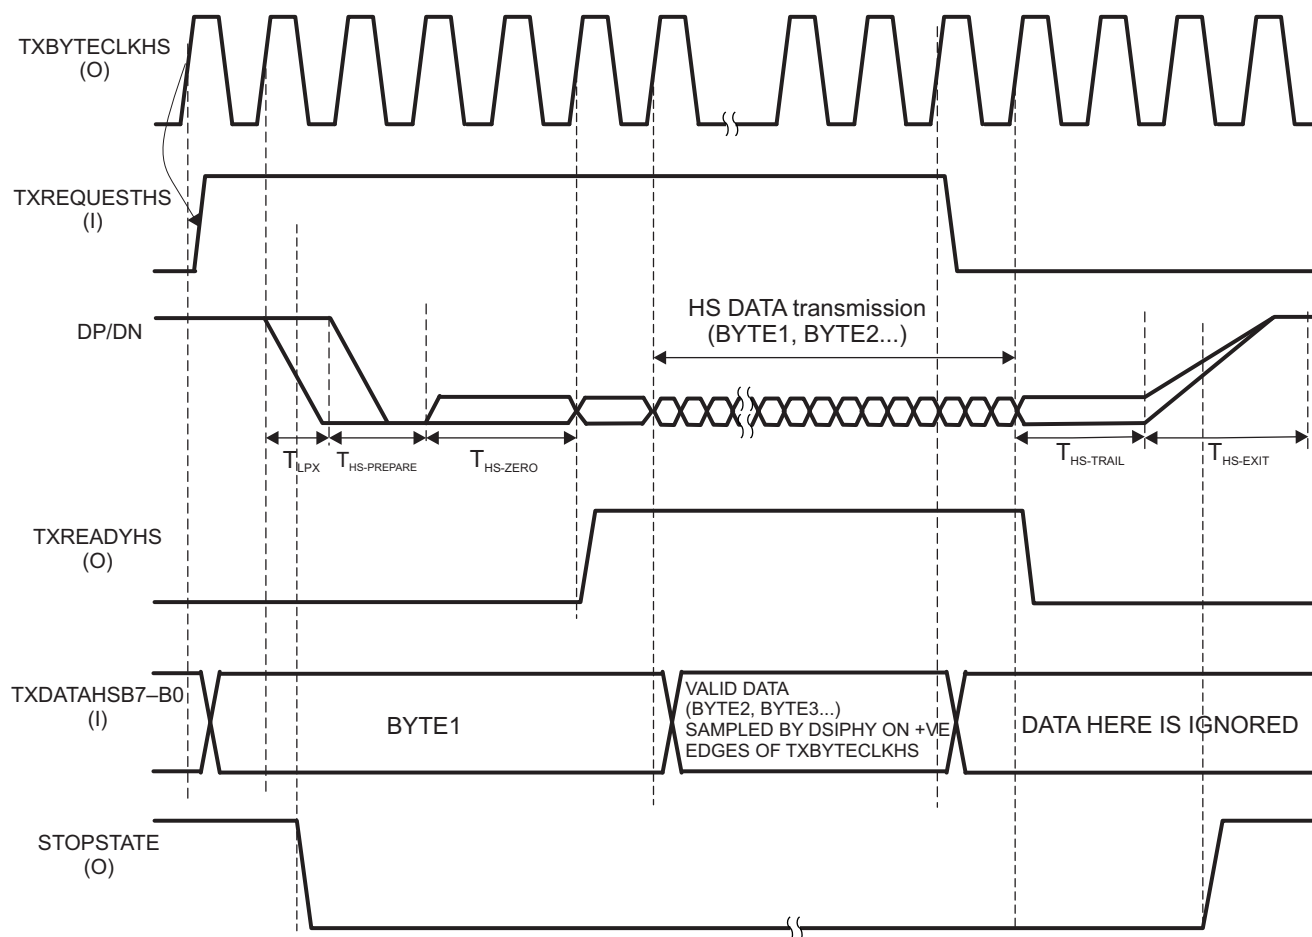 TXBYTECLKHS
(O)
TXREQUESTHS
(I)
HS DATA transmission
(BYTE1, BYTE2...)
DP/DN
TLPX
THS-PREPARE
THS-ZERO
THS-TRAIL
THS-EXIT
TXREADYHS
(O)
TXDATAHSB7–B0
(I)
BYTE1
VALID DATA
(BYTE2, BYTE3...)
SAMPLED BY DSIPHY ON +VE
EDGES OF TXBYTECLKHS
DATA HERE IS IGNORED
STOPSTATE
(O)